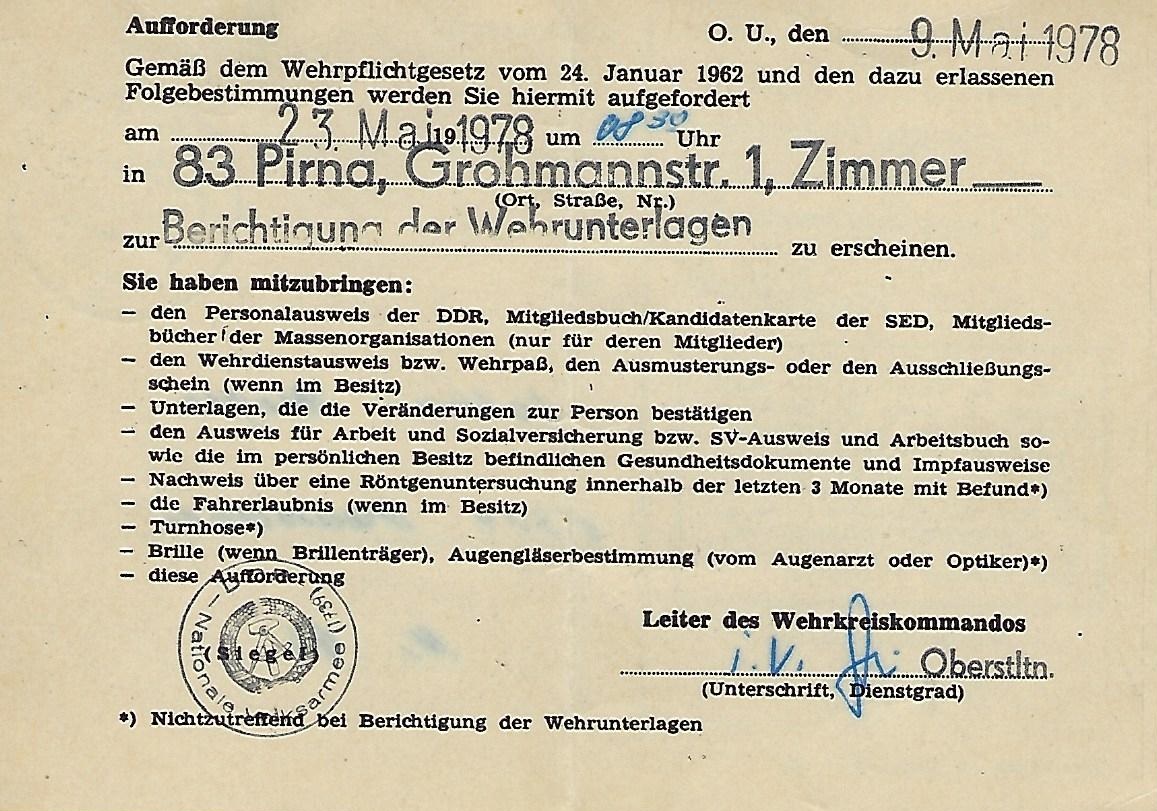 Aufforderung
O. U., den 9. Mai 1978
Gemäß dem Wehrpflichtgesetz vom 24. Januar 1962 und den dazu erlassenen
Folgebestimmungen werden Sie hiermit aufgefordert
am 23. Mai 19 1978 um 08 30 Uhr
in 83 Pirna, Grohmannstr. 1, Zimmer
(Ort, Straße, Nr.)
zur Berichtigung der Wehrunterlagen zu erscheinen.
Sie haben mitzubringen:
— den Personalausweis der DDR, Mitgliedsbuch/Kandidatenkarte der SED, Mitglieds-
bücher der Massenorganisationen (nur für deren Mitglieder)
— den Wehrdienstausweis bzw. Wehrpaß, den Ausmusterungs- oder den Ausschließungs-
schein (wenn im Besitz)
— Unterlagen, die die Veränderungen zur Person bestätigen
— den Ausweis für Arbeit und Sozialversicherung bzw. SV-Ausweis und Arbeitsbuch so-
wie die im persönlichen Besitz befindlichen Gesundheitsdokumente und Impfausweise
— Nachweis über eine Röntgenuntersuchung innerhalb der letzten 3 Monate mit Befund*)
— die Fahrerlaubnis (wenn im Besitz)
— Turnhose*)
— Brille (wenn Brillenträger), Augengläserbestimmung (vom Augenarzt oder Optiker)*)
— diese Aufforderung
DDR (1739)
— Nationale Volksarmee
(Siegel)
Leiter des Wehrkreiskommandos
i. V. Oberstltn.
(Unterschrift, Dienstgrad)
*) Nichtzutreffend bei Berichtigung der Wehrunterlagen